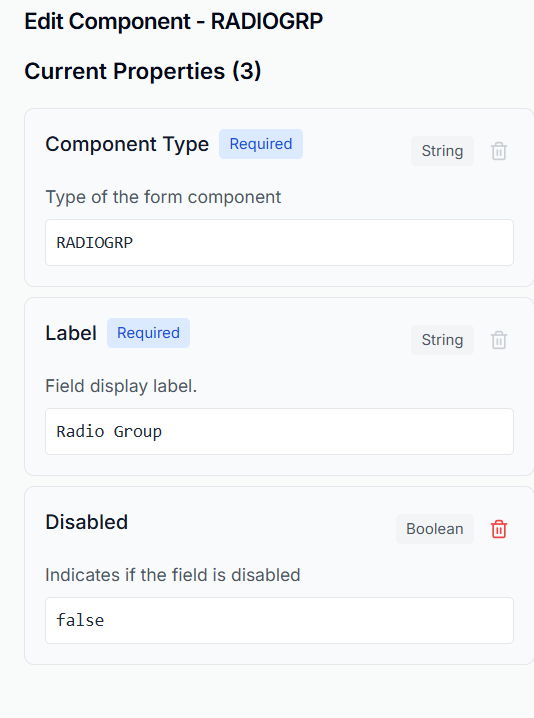 Edit Component - RADIOGRP
Current Properties (3)
Component Type Required String
Type of the form component
RADIOGRP
Label Required String
Field display label.
Radio Group
Disabled Boolean
Indicates if the field is disabled
false